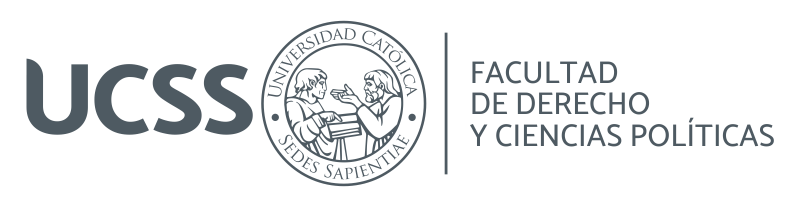 UCSS
UNIVERSIDAD CATÓLICA
SEDES SAPIENTIAE
FACULTAD
DE DERECHO
Y CIENCIAS POLÍTICAS